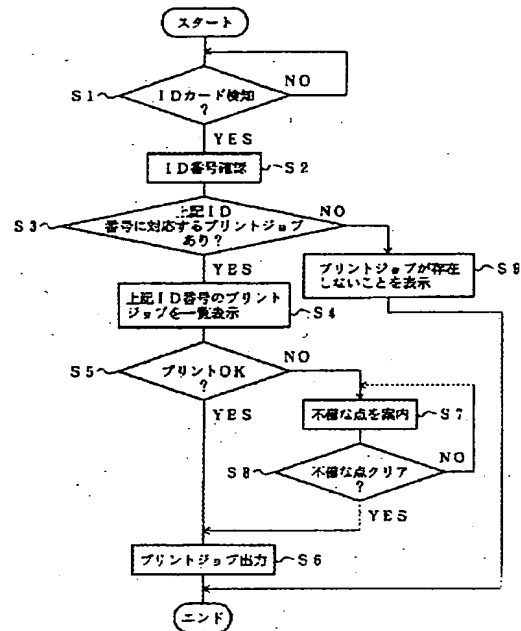 スタート
S1
IDカード検知
?
NO
YES
ID番号確認
S2
S3
上記ID
番号に対応するプリントジョブ
あり?
NO
YES
プリントジョブが存在
しないことを表示
S9
上記ID番号のプリント
ジョブを一覧表示
S4
S5
プリントOK
?
NO
YES
不備な点を案内
S7
S8
不備な点クリア
?
NO
YES
プリントジョブ出力
S6
エンド